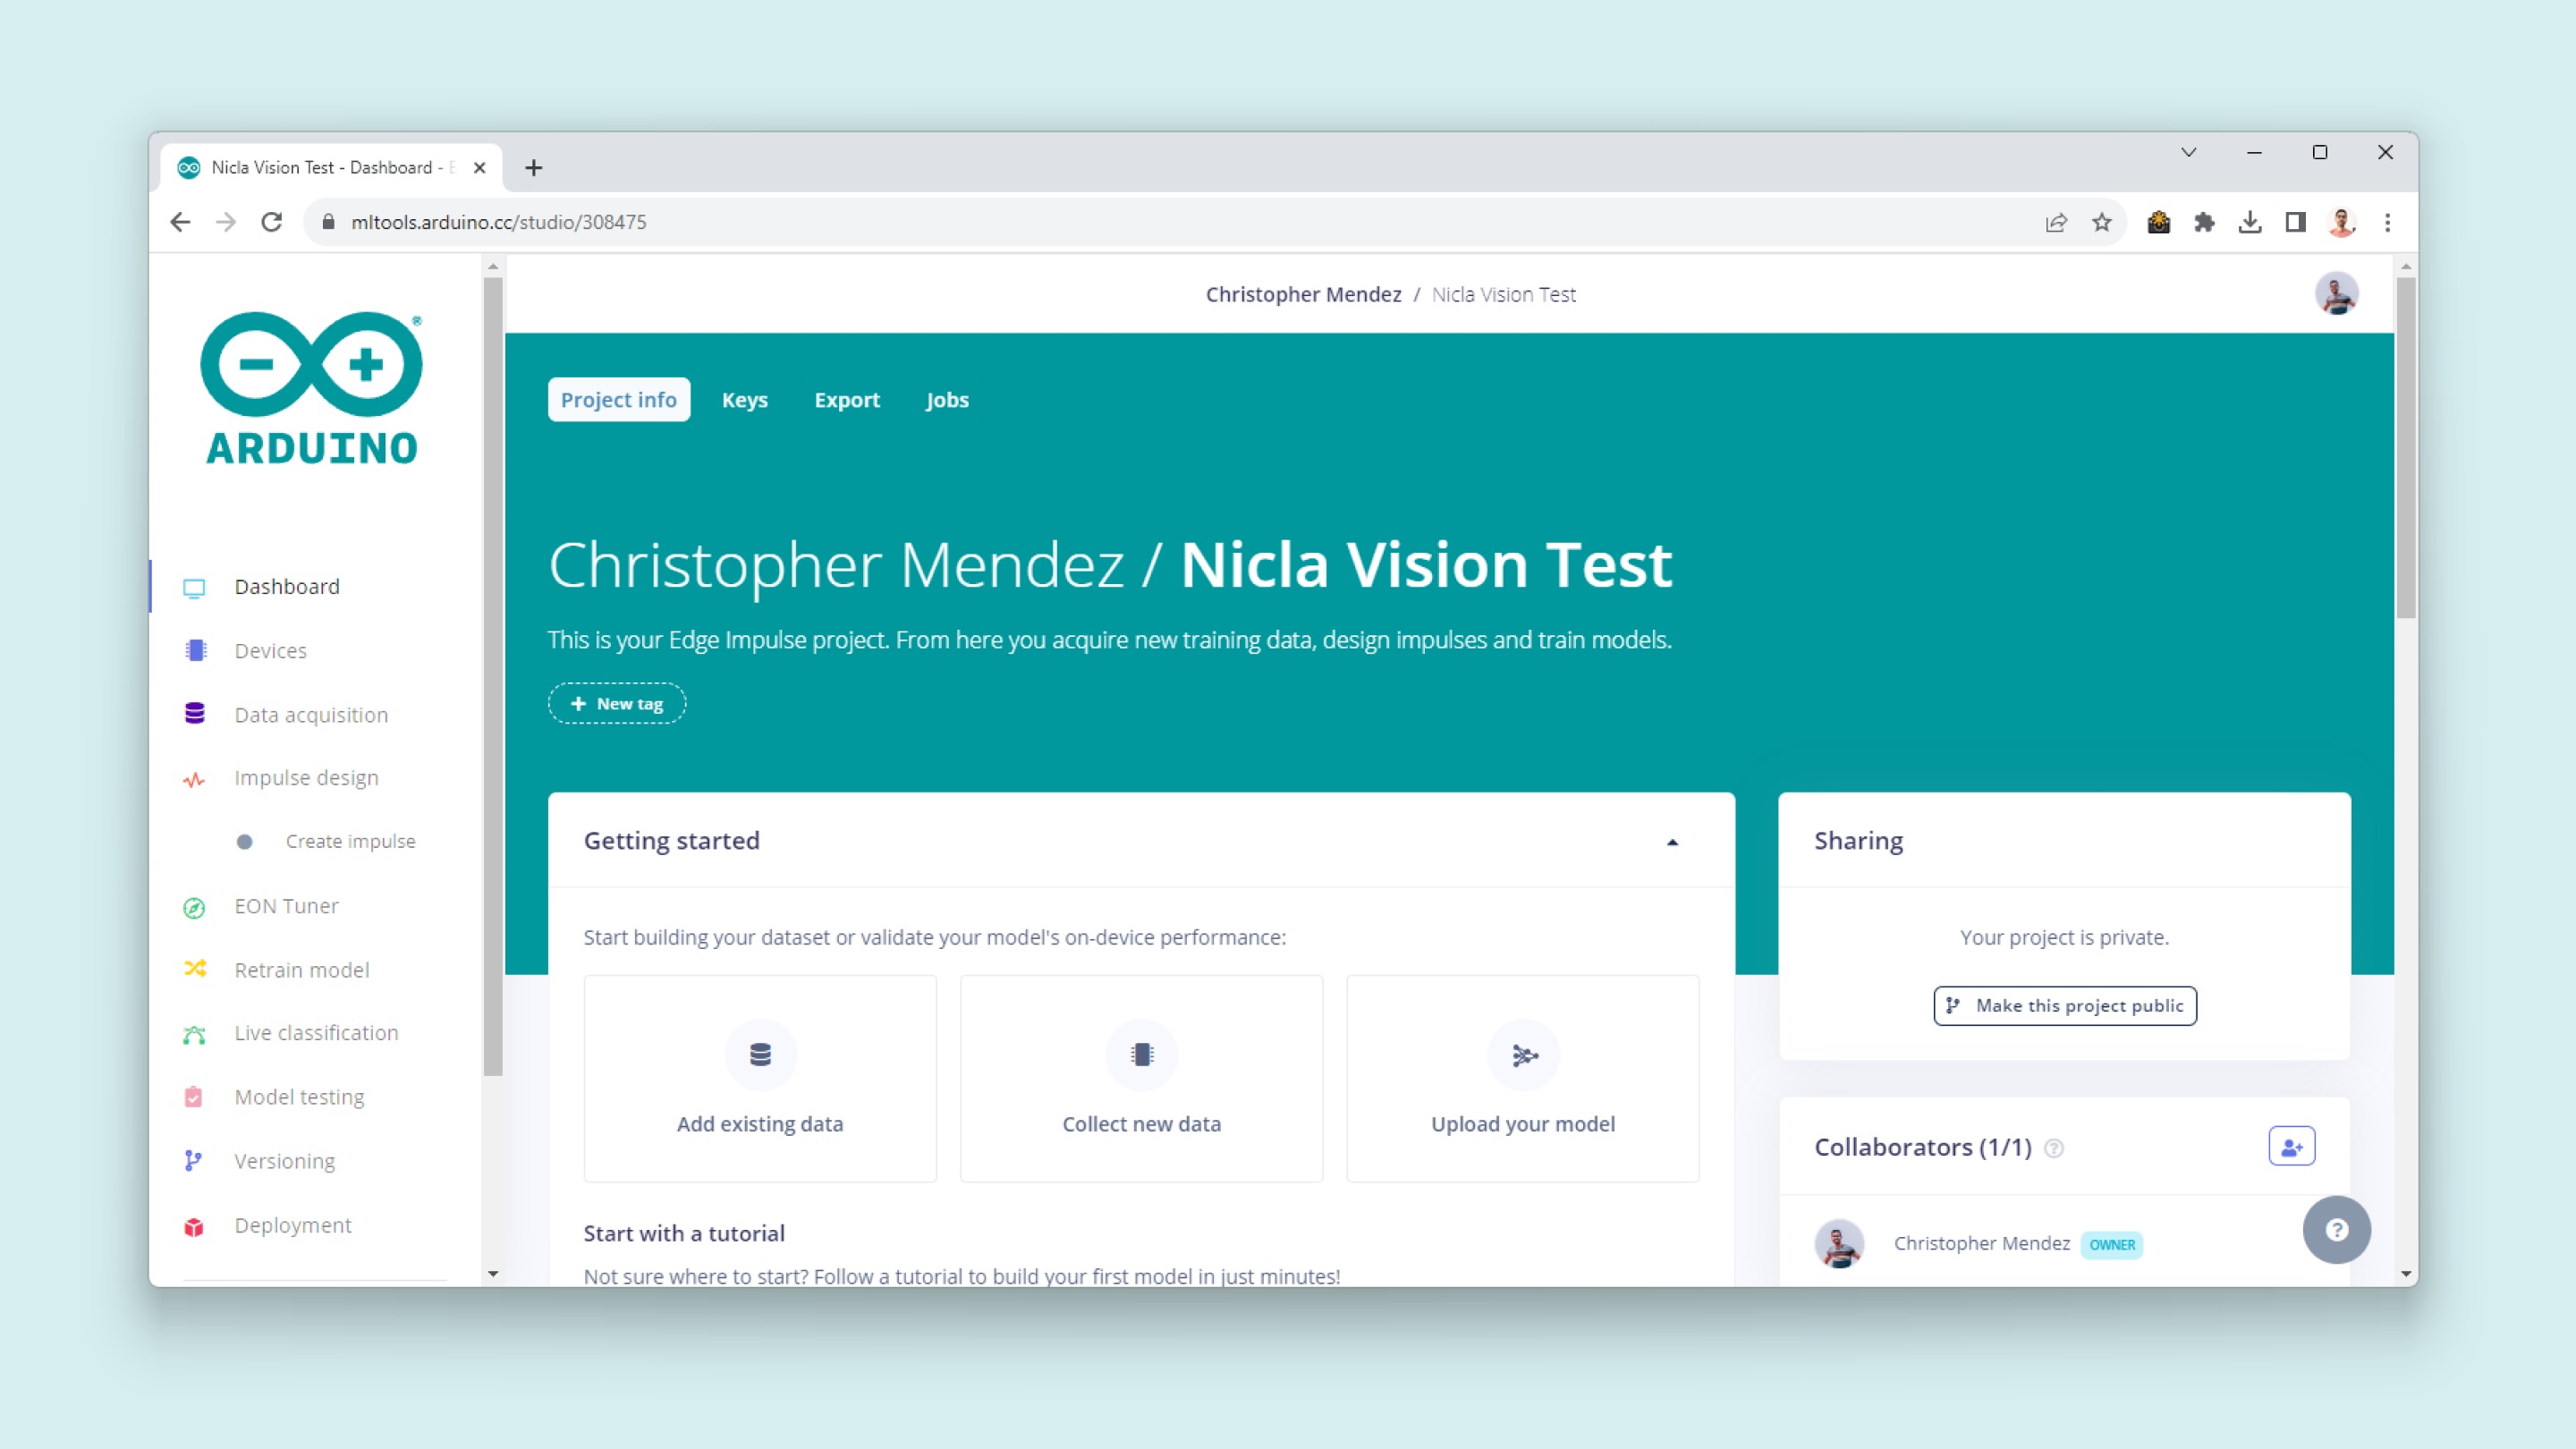 Nicla Vision Test - Dashboard - E
mltools.arduino.cc/studio/308475
Christopher Mendez / Nicla Vision Test
ARDUINO
Dashboard
Devices
Data acquisition
Impulse design
Create impulse
EON Tuner
Retrain model
Live classification
Model testing
Versioning
Deployment
Project info Keys Export Jobs
Christopher Mendez / Nicla Vision Test
This is your Edge Impulse project. From here you acquire new training data, design impulses and train models.
+ New tag
Getting started
Start building your dataset or validate your model's on-device performance:
Add existing data
Collect new data
Upload your model
Start with a tutorial
Not sure where to start? Follow a tutorial to build your first model in just minutes!
Sharing
Your project is private.
Make this project public
Collaborators (1/1)
Christopher Mendez OWNER